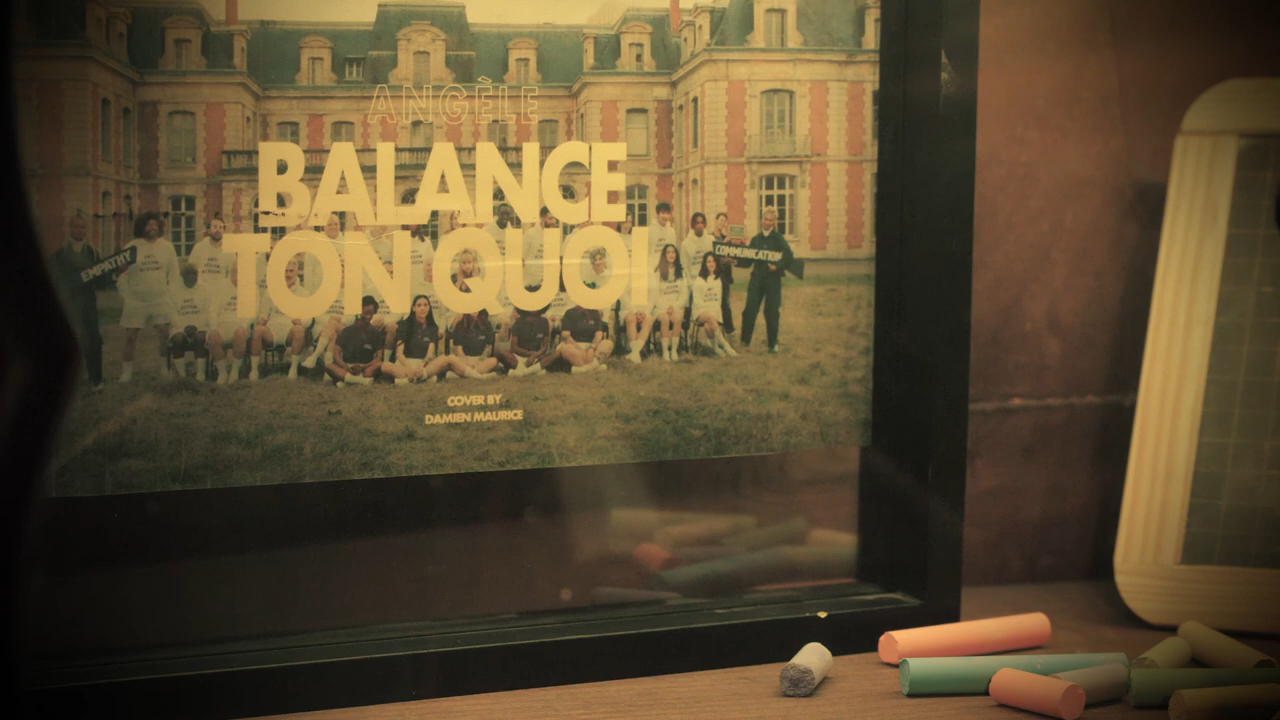 ANGÈLE
BALANCE
TON QUOI
EMPATHY
COMMUNICATION
COVER BY
DAMIEN MAURICE